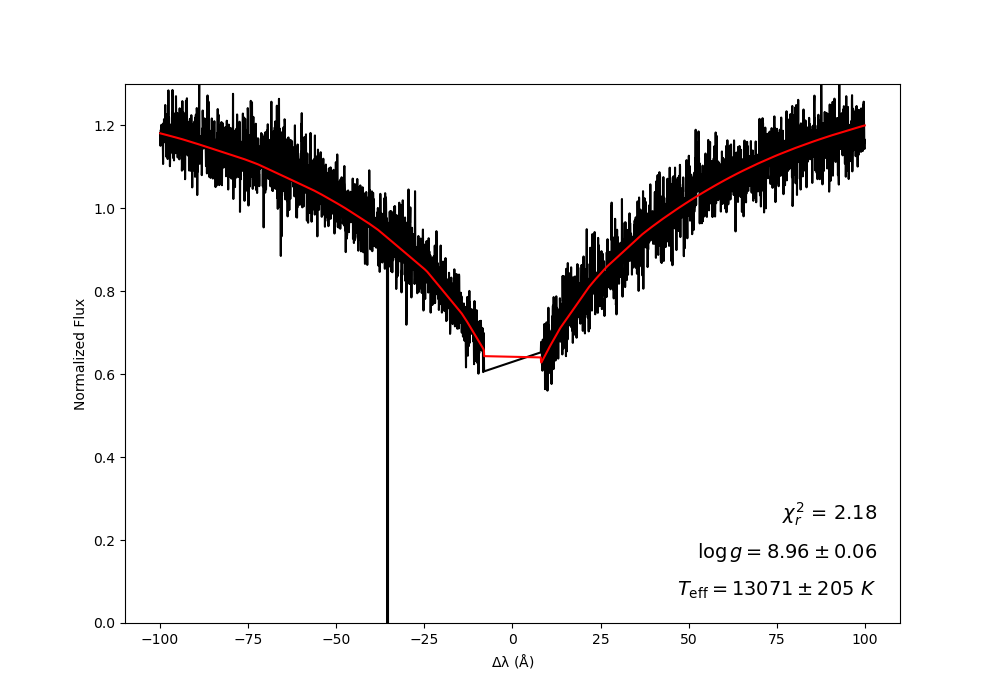 1.2
1.0
0.8
0.6
0.4
0.2
0.0
Normalized Flux
χ²ᵣ = 2.18
log g = 8.96 ± 0.06
T_eff = 13071 ± 205 K
−100 −75 −50 −25 0 25 50 75 100
Δλ (Å)